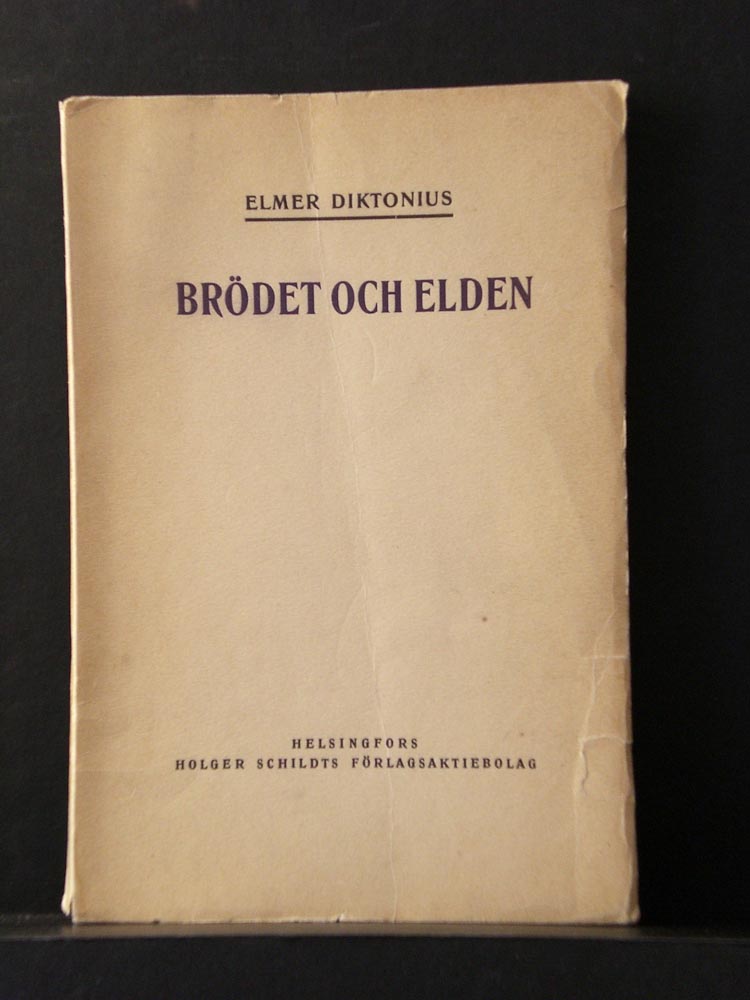 ELMER DIKTONIUS
BRÖDET OCH ELDEN
HELSINGFORS
HOLGER SCHILDTS FÖRLAGSAKTIEBOLAG